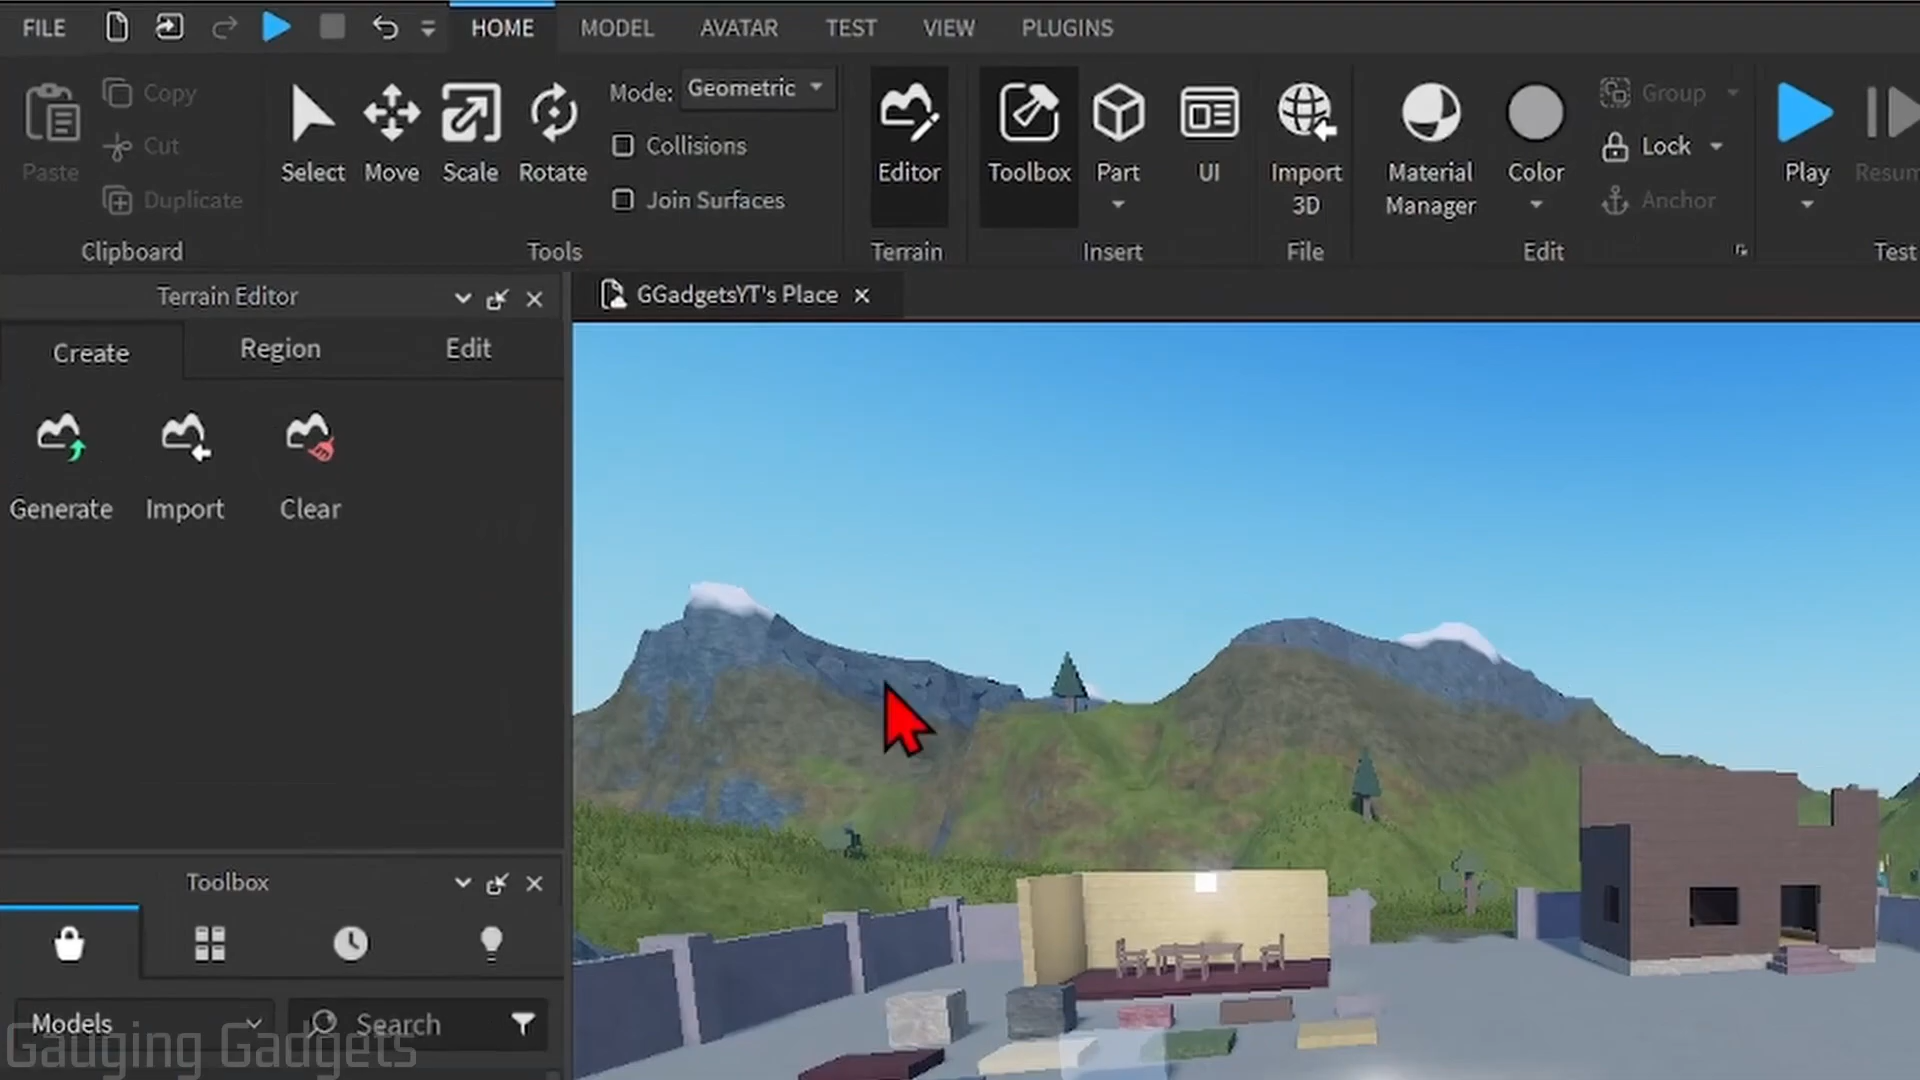 FILE HOME MODEL AVATAR TEST VIEW PLUGINS
Paste Copy Cut Duplicate
Select Move Scale Rotate
Mode: Geometric
Collisions
Join Surfaces
Editor
Toolbox Part UI
Import 3D
Material Manager
Color
Group
Lock
Anchor
Play Resum
Clipboard Tools Terrain Insert File Edit Test
Terrain Editor
GGadgetsYT's Place
Create Region Edit
Generate Import Clear
Toolbox
Models Search
Gauging Gadgets